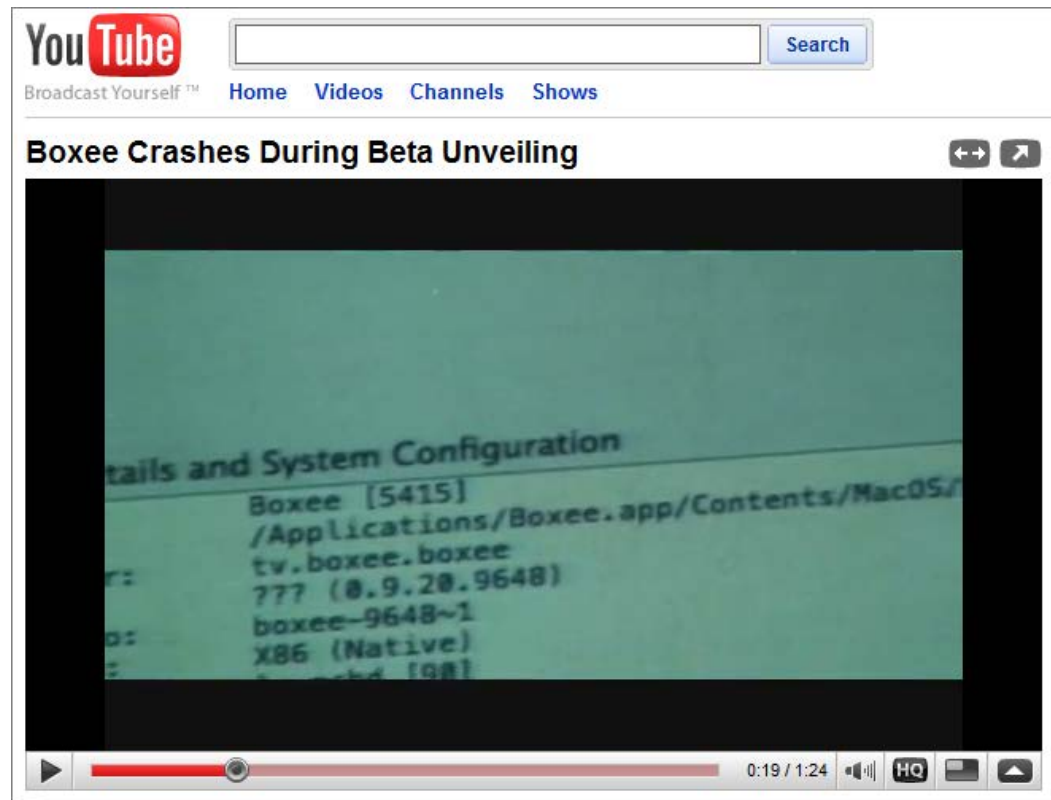 You Tube
Search
Broadcast Yourself ™
Home Videos Channels Shows
Boxee Crashes During Beta Unveiling
tails and System Configuration
Boxee [5415]
/Applications/Boxee.app/Contents/MacOS/
tv.boxee.boxee
r:
??? (0.9.20.9648)
boxee-9648~1
o:
X86 (Native)
:
[90]
0:19 / 1:24
HQ